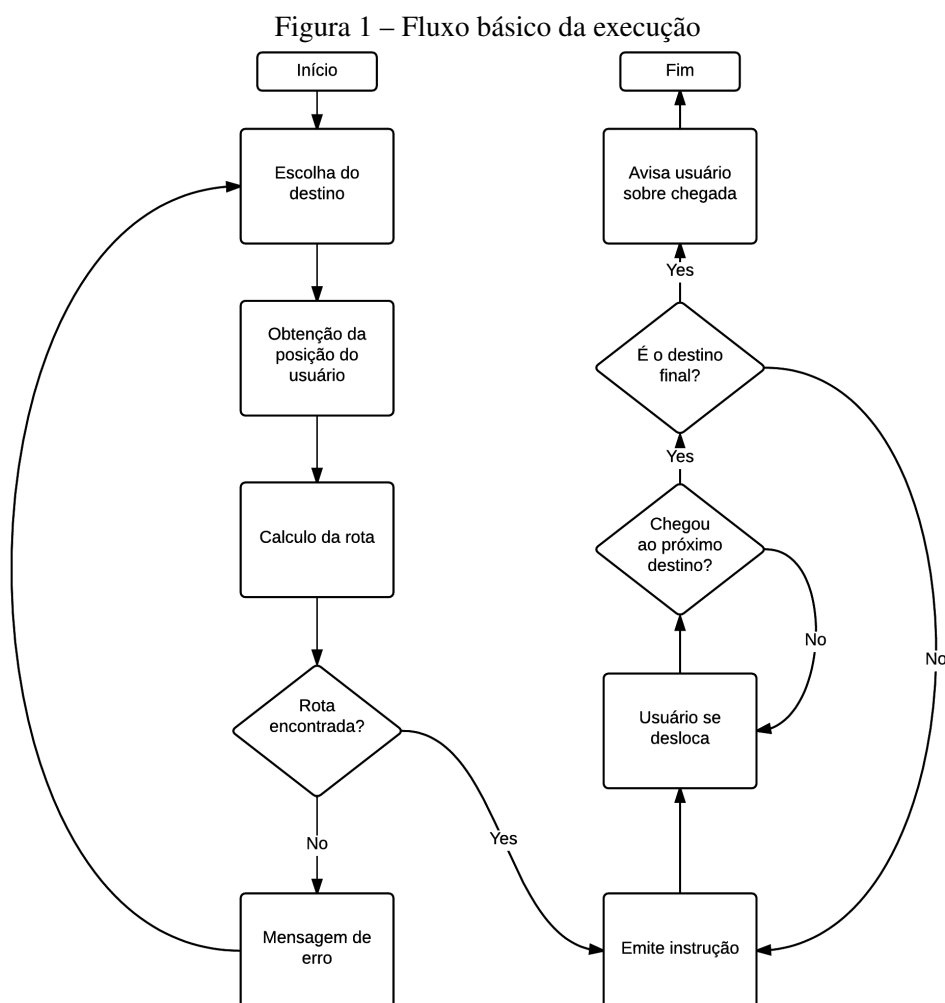 Figura 1 – Fluxo básico da execução
Início
Escolha do
destino
Obtenção da
posição do
usuário
Calculo da rota
Rota
encontrada?
No
Yes
Mensagem de
erro
Fim
Avisa usuário
sobre chegada
Yes
É o destino
final?
Yes
No
Chegou
ao próximo
destino?
No
Usuário se
desloca
Emite instrução